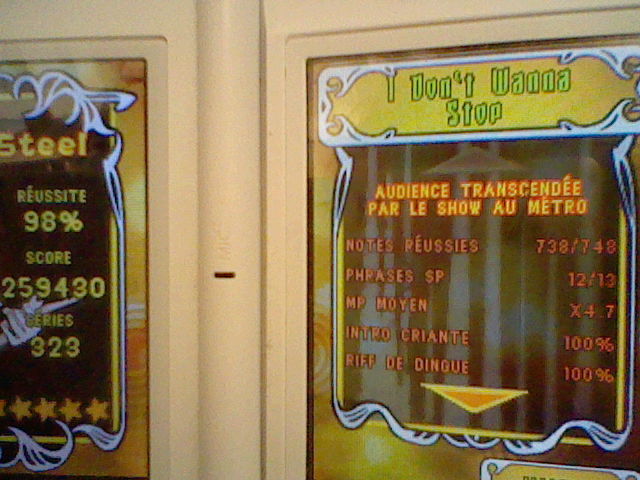 Steel
RÉUSSITE
98%
SCORE
259430
SÉRIES
323
I Don't Wanna
Stop
AUDIENCE TRANSCENDÉE
PAR LE SHOW AU MÉTRO
NOTES RÉUSSIES 738/748
PHRASES SP 12/13
MP MOYEN X4.7
INTRO CRIANTE 100%
RIFF DE DINGUE 100%
MIC